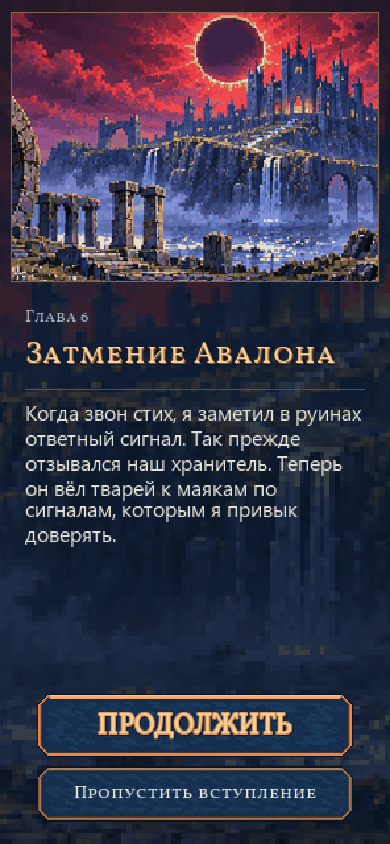 Глава 6
Затмение Авалона
Когда звон стих, я заметил в руинах
ответный сигнал. Так прежде
отзывался наш хранитель. Теперь
он вёл тварей к маякам по
сигналам, которым я привык
доверять.
ПРОДОЛЖИТЬ
Пропустить вступление